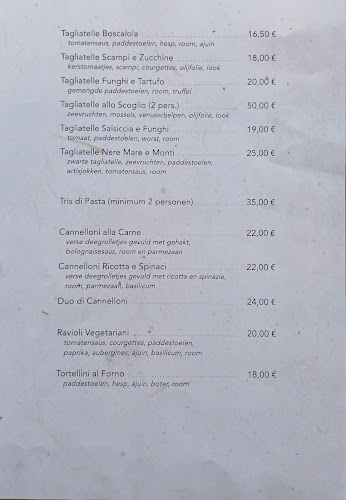 Tagliatelle Boscaiola 16,50 €
tomatensaus, paddestoelen, hesp, room, ajuin
Tagliatelle Scampi e Zucchine 18,00 €
kerstomaatjes, scampi, courgettes, olijfolie, look
Tagliatelle Funghi e Tartufo 20,00 €
gemengde paddestoelen, room, truffel
Tagliatelle allo Scoglio (2 pers.) 50,00 €
zeevruchten, mossels, venusschelpen, olijfolie, look
Tagliatelle Salsiccia e Funghi 19,00 €
tomaat, paddestoelen, worst, room
Tagliatelle Nere Mare e Monti 25,00 €
zwarte tagliatelle, zeevruchten, paddestoelen,
artisjokken, tomatensaus, room
Tris di Pasta (minimum 2 personen) 35,00 €
Cannelloni alla Carne 22,00 €
verse deegrolletjes gevuld met gehakt,
bolognaisesaus, room en parmezaan
Cannelloni Ricotta e Spinaci 22,00 €
verse deegrolletjes gevuld met ricotta en spinazie,
room, parmezaan, basilicum
Duo di Cannelloni 24,00 €
Ravioli Vegetariani 20,00 €
tomatensaus, courgettes, paddestoelen,
paprika, aubergines, ajuin, basilicum, room
Tortellini al Forno 18,00 €
paddestoelen, hesp, ajuin, boter, room